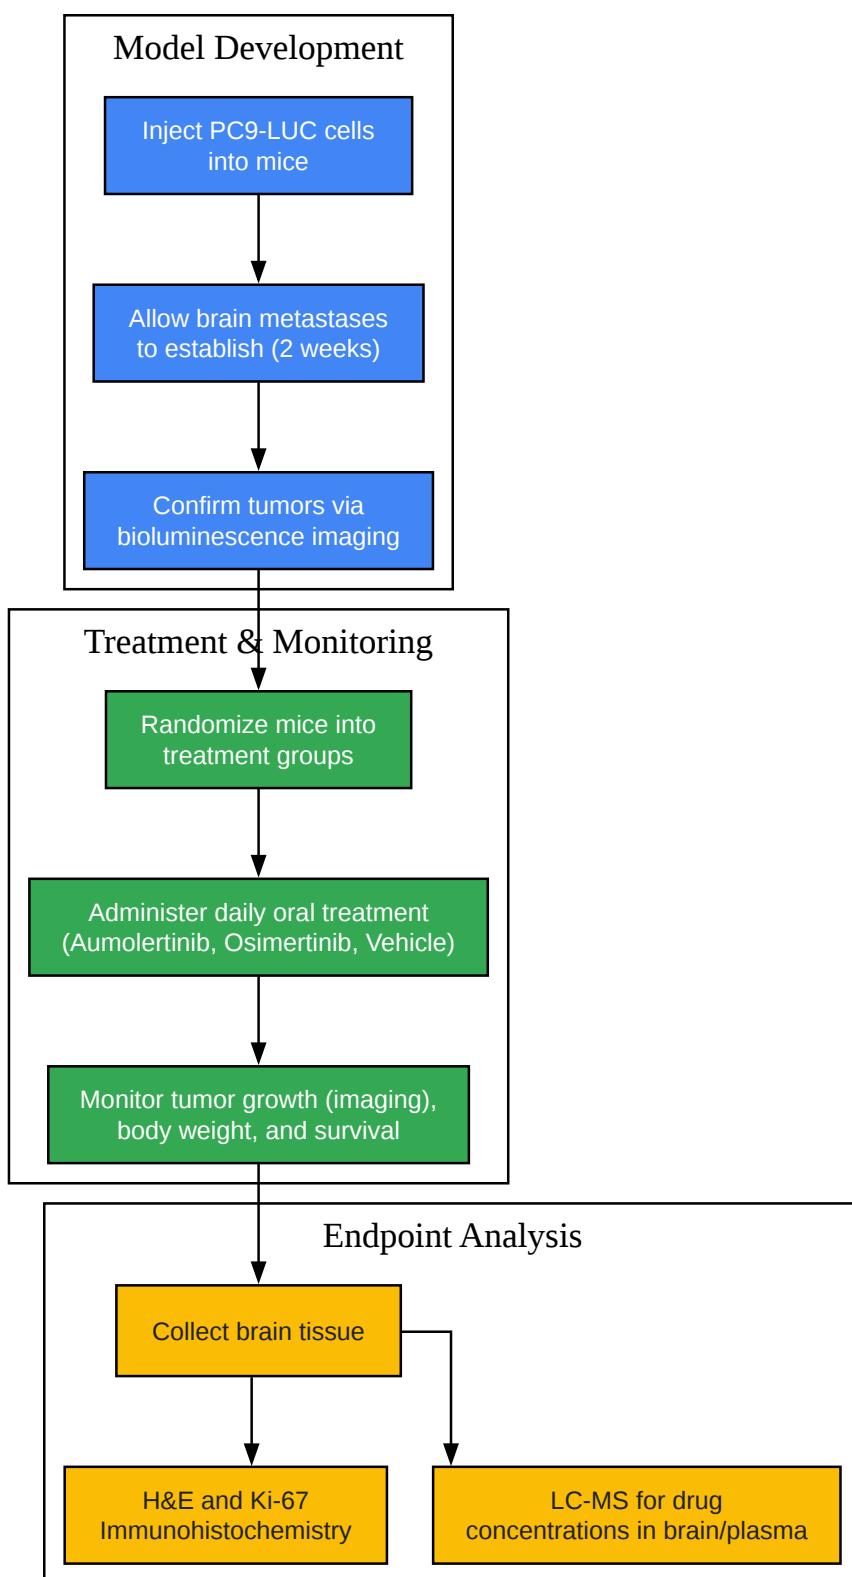 Model Development
Inject PC9-LUC cells
into mice
Allow brain metastases
to establish (2 weeks)
Confirm tumors via
bioluminescence imaging
Treatment & Monitoring
Randomize mice into
treatment groups
Administer daily oral treatment
(Aumolertinib, Osimertinib, Vehicle)
Monitor tumor growth (imaging),
body weight, and survival
Endpoint Analysis
Collect brain tissue
H&E and Ki-67
Immunohistochemistry
LC-MS for drug
concentrations in brain/plasma